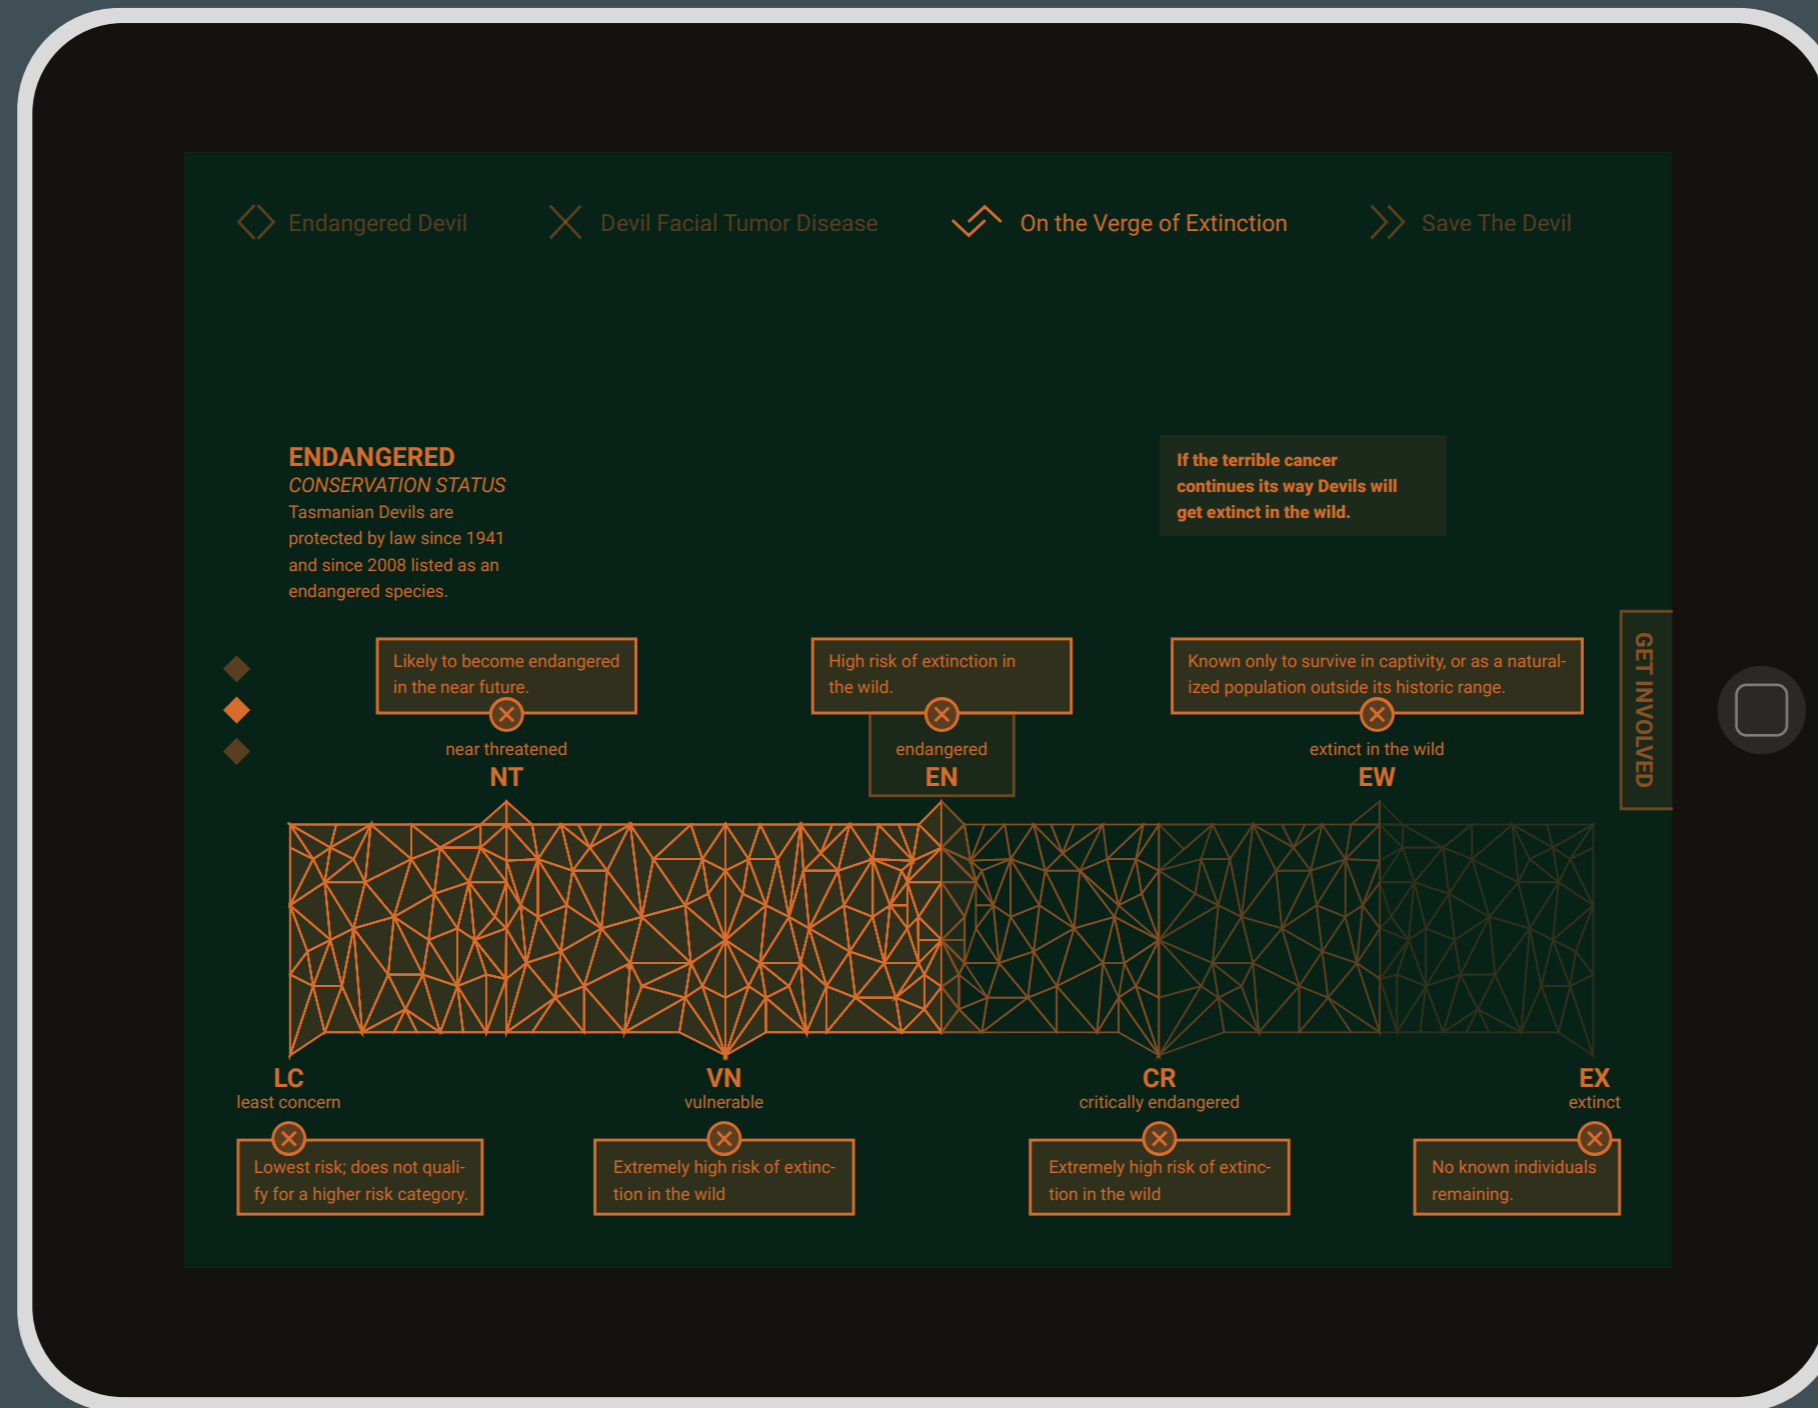 Endangered Devil
Devil Facial Tumor Disease
On the Verge of Extinction
Save The Devil
ENDANGERED
CONSERVATION STATUS
Tasmanian Devils are
protected by law since 1941
and since 2008 listed as an
endangered species.
If the terrible cancer
continues its way Devils will
get extinct in the wild.
GET INVOLVED
Likely to become endangered
in the near future.
near threatened
NT
High risk of extinction in
the wild.
endangered
EN
Known only to survive in captivity, or as a natural-
ized population outside its historic range.
extinct in the wild
EW
LC
least concern
Lowest risk; does not quali-
fy for a higher risk category.
VN
vulnerable
Extremely high risk of extinc-
tion in the wild
CR
critically endangered
Extremely high risk of extinc-
tion in the wild
EX
extinct
No known individuals
remaining.